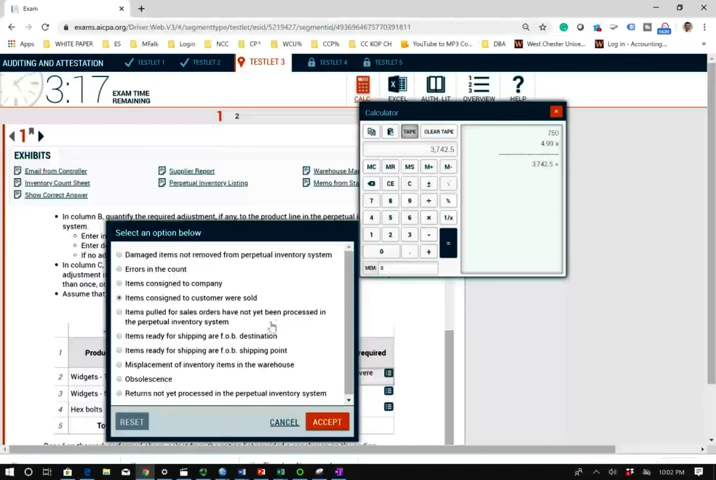 Exam
exams.aicpa.org/Driver.Web.V3/#/segmenttype/testlet/esid/5219427/segmentid/4936964675770391811
Apps WHITE PAPER ES MFalk Logins NCC CP^ WCU% CCP% CC KOP CH YouTube to MP3 Co... DBA West Chester Unive... Log in - Accounting...
AUDITING AND ATTESTATION TESTLET 1 TESTLET 2 TESTLET 3 TESTLET 4 TESTLET 5
3:17 EXAM TIME REMAINING
CALC EXCEL AUTH. LIT OVERVIEW HELP
1 2
1
EXHIBITS
Email from Controller Supplier Report Warehouse Ma
Inventory Count Sheet Perpetual Inventory Listing Memo from Sta
Show Correct Answer
In column B, quantify the required adjustment, if any, to the product line in the perpetual i
system.
Enter i
Enter d
If no a
In column C,
adjustment i
than once, or
Assume that
Calculator
TAPE CLEAR TAPE
3,742.5
MC MR MS M+ M-
CE C ± √
7 8 9 ÷ %
4 5 6 × 1/x
1 2 3 - =
0 . +
MEM: 0
750
4.99 x
3742.5 =
Select an option below
Damaged items not removed from perpetual inventory system
Errors in the count
Items consigned to company
Items consigned to customer were sold
Items pulled for sales orders have not yet been processed in
the perpetual inventory system
Items ready for shipping are f.o.b. destination
Items ready for shipping are f.o.b. shipping point
Misplacement of inventory items in the warehouse
Obsolescence
Returns not yet processed in the perpetual inventory system
RESET CANCEL ACCEPT
1 Produ required
2 Widgets - were
3 Widgets -
4 Hex bolts
5 To
10:02 PM